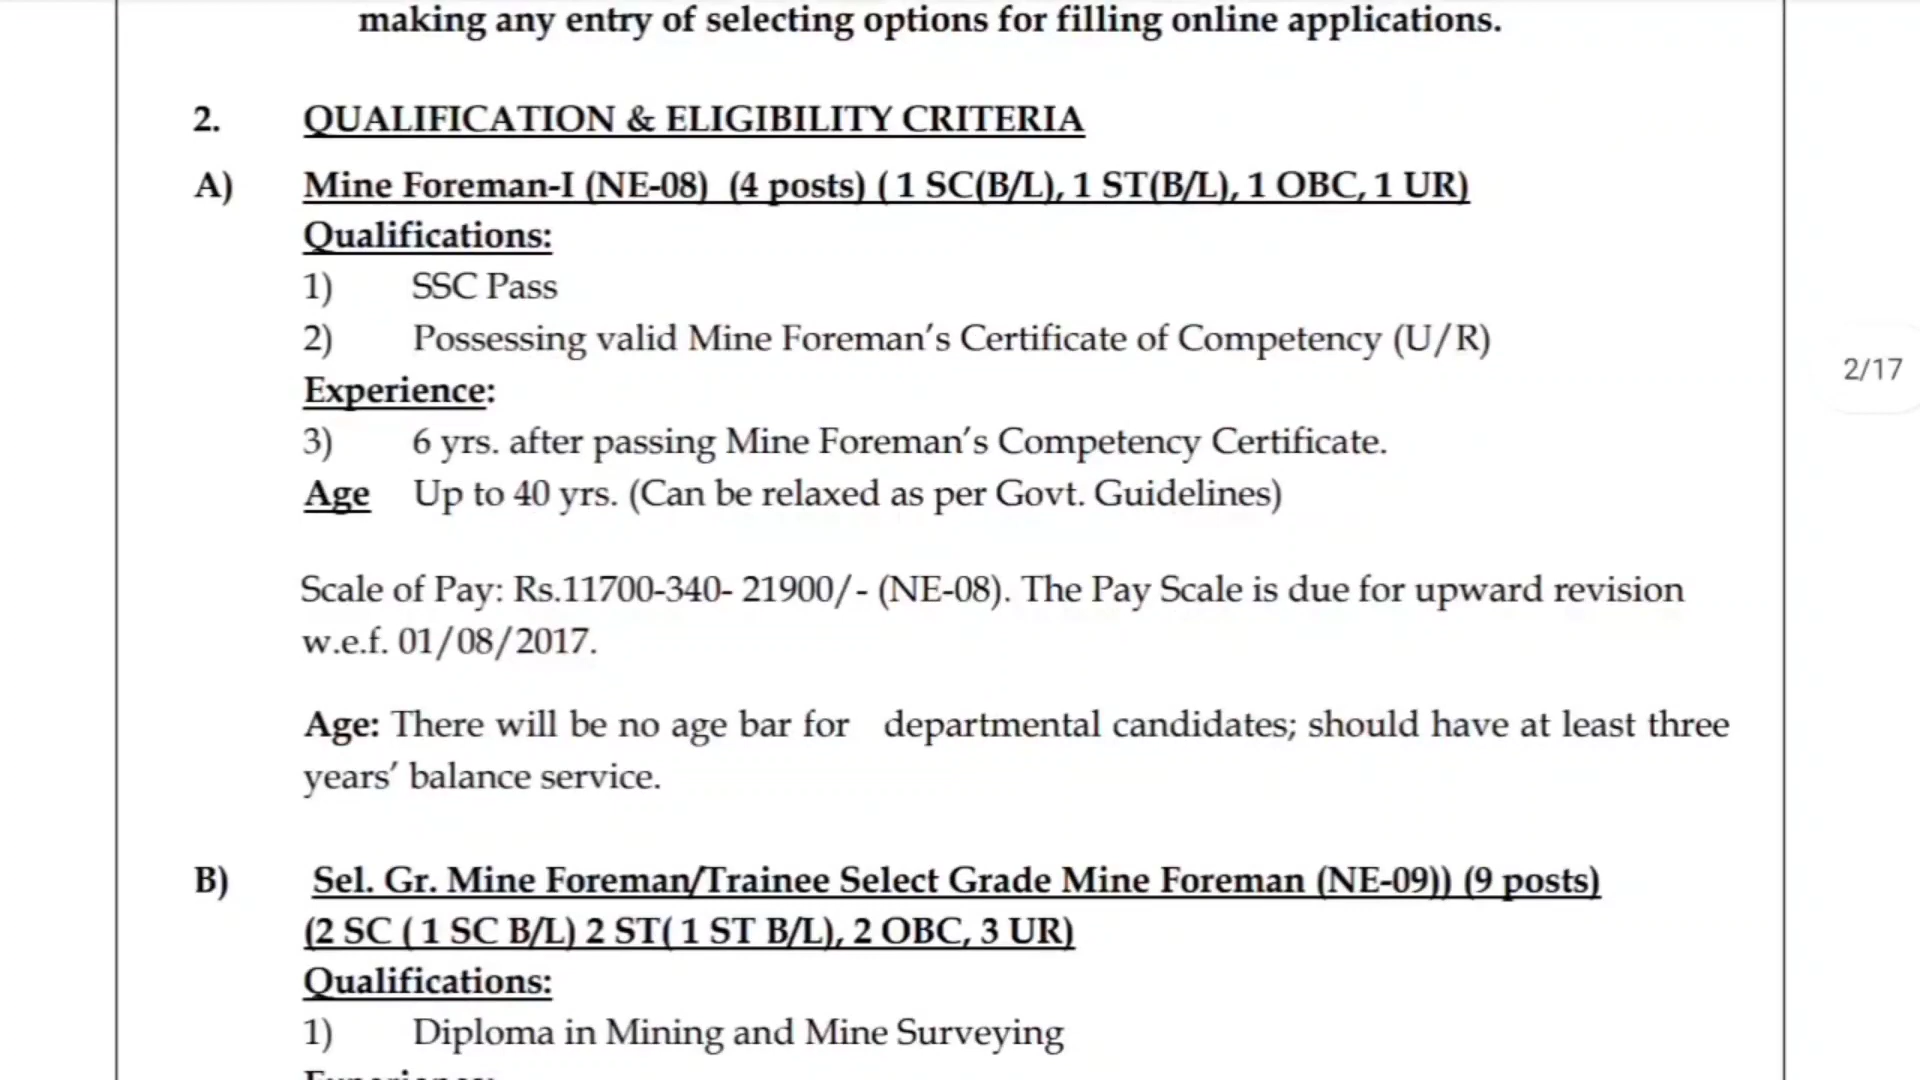 making any entry of selecting options for filling online applications.
2. QUALIFICATION & ELIGIBILITY CRITERIA
A) Mine Foreman-I (NE-08) (4 posts) ( 1 SC(B/L), 1 ST(B/L), 1 OBC, 1 UR)
Qualifications:
1) SSC Pass
2) Possessing valid Mine Foreman's Certificate of Competency (U/R)
Experience:
3) 6 yrs. after passing Mine Foreman's Competency Certificate.
Age Up to 40 yrs. (Can be relaxed as per Govt. Guidelines)
Scale of Pay: Rs.11700-340- 21900/- (NE-08). The Pay Scale is due for upward revision
w.e.f. 01/08/2017.
Age: There will be no age bar for departmental candidates; should have at least three
years' balance service.
B) Sel. Gr. Mine Foreman/Trainee Select Grade Mine Foreman (NE-09)) (9 posts)
(2 SC ( 1 SC B/L) 2 ST( 1 ST B/L), 2 OBC, 3 UR)
Qualifications:
1) Diploma in Mining and Mine Surveying
2/17